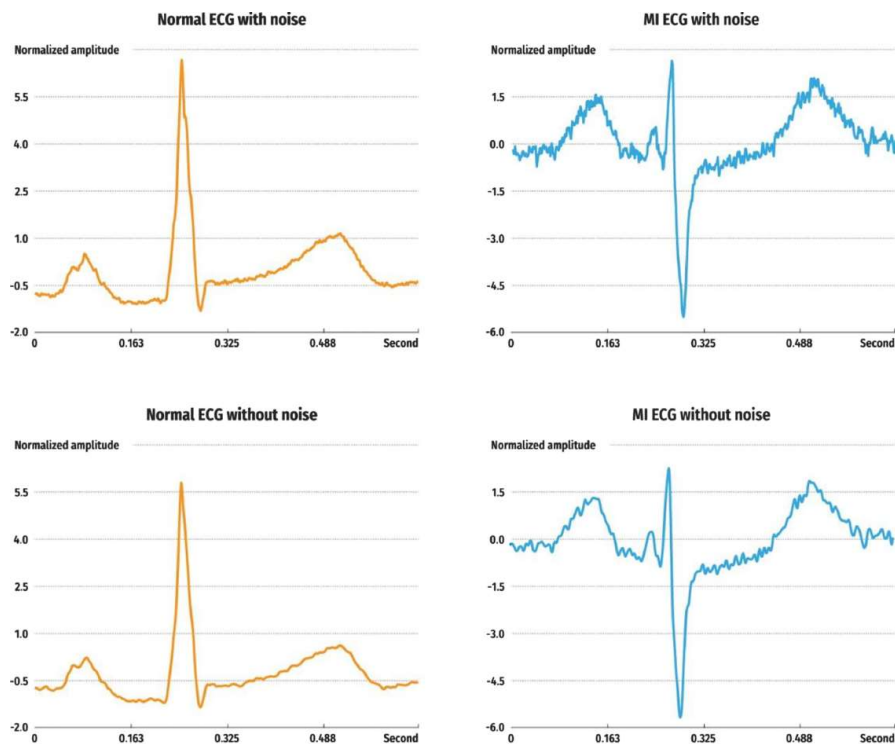 Normal ECG with noise
Normalized amplitude
5.5
4.0
2.5
1.0
-0.5
-2.0
0 0.163 0.325 0.488 Second
MI ECG with noise
Normalized amplitude
1.5
0.0
-1.5
-3.0
-4.5
-6.0
0 0.163 0.325 0.488 Second
Normal ECG without noise
Normalized amplitude
5.5
4.0
2.5
1.0
-0.5
-2.0
0 0.163 0.325 0.488 Second
MI ECG without noise
Normalized amplitude
1.5
0.0
-1.5
-3.0
-4.5
-6.0
0 0.163 0.325 0.488 Second